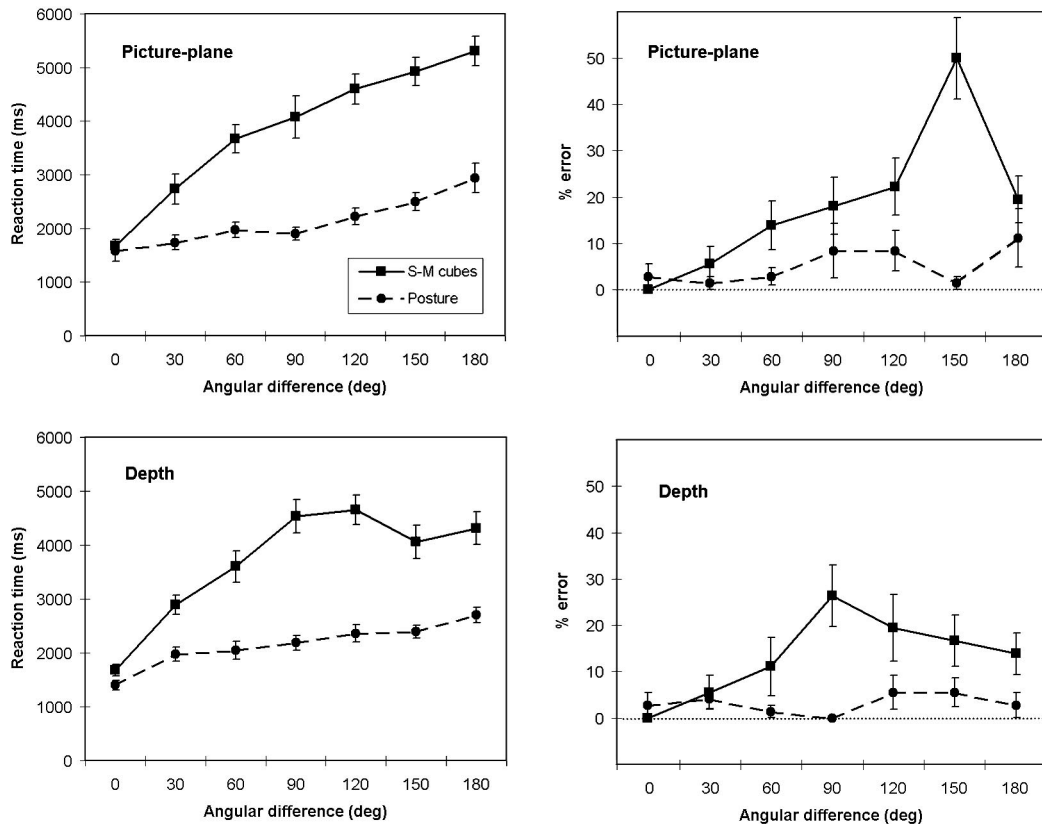 6000
5000
4000
3000
2000
1000
0
Reaction time (ms)
Picture-plane
S-M cubes
Posture
0 30 60 90 120 150 180
Angular difference (deg)
50
40
30
20
10
0
% error
Picture-plane
0 30 60 90 120 150 180
Angular difference (deg)
6000
5000
4000
3000
2000
1000
0
Reaction time (ms)
Depth
0 30 60 90 120 150 180
Angular difference (deg)
50
40
30
20
10
0
% error
Depth
0 30 60 90 120 150 180
Angular difference (deg)